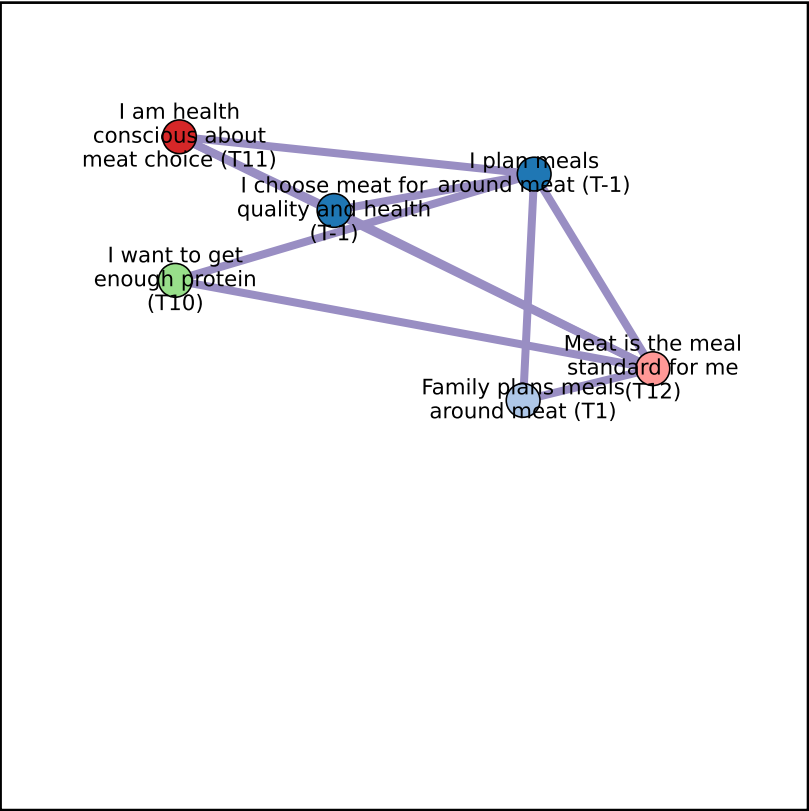 I am health
conscious about
meat choice (T11)
I plan meals
around meat (T-1)
I choose meat for
quality and health
(T-1)
I want to get
enough protein
(T10)
Meat is the meal
standard for me
(T12)
Family plans meals
around meat (T1)